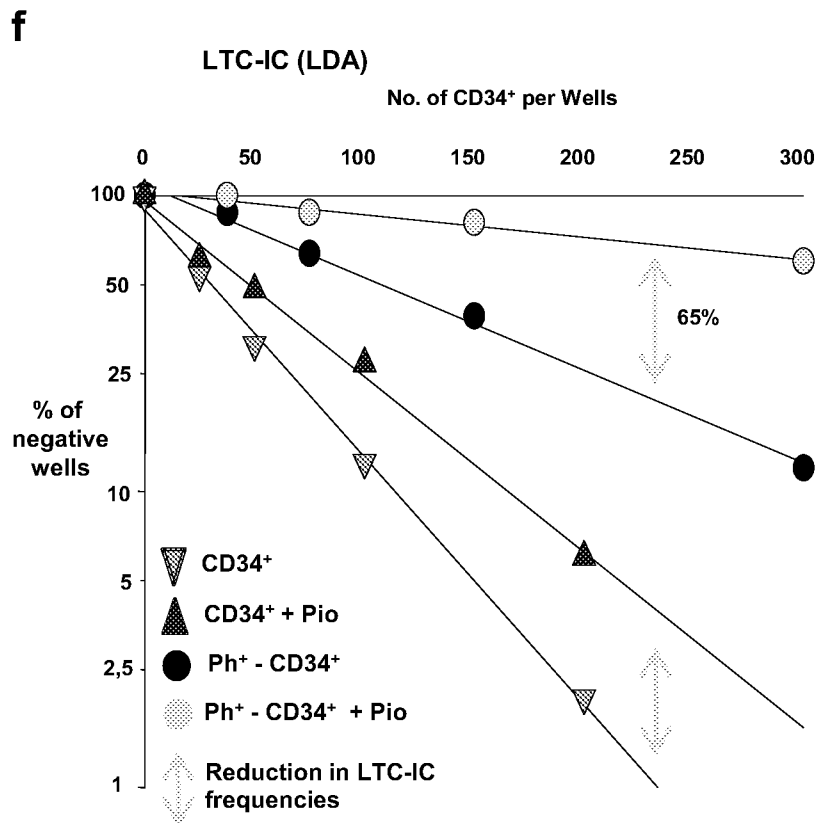 f
LTC-IC (LDA)
No. of CD34⁺ per Wells
0 50 100 150 200 250 300
100
50
65%
25
% of
negative
wells
10
5
2,5
1
CD34⁺
CD34⁺ + Pio
Ph⁺ - CD34⁺
Ph⁺ - CD34⁺ + Pio
Reduction in LTC-IC
frequencies